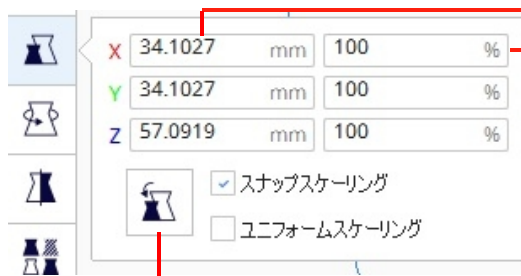 X 34.1027 mm 100 %
Y 34.1027 mm 100 %
Z 57.0919 mm 100 %
スナップスケーリング
ユニフォームスケーリング